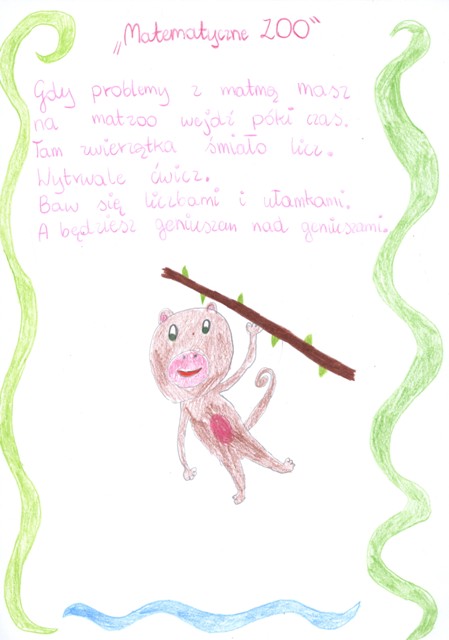 „Matematyczne ZOO"
Gdy problemy z matmą masz
na matzoo wejdź póki czas.
Tam zwierzątka śmiało licz.
Wytrwale ćwicz.
Baw się liczbami i ułamkami.
A będziesz geniuszem nad geniuszami.